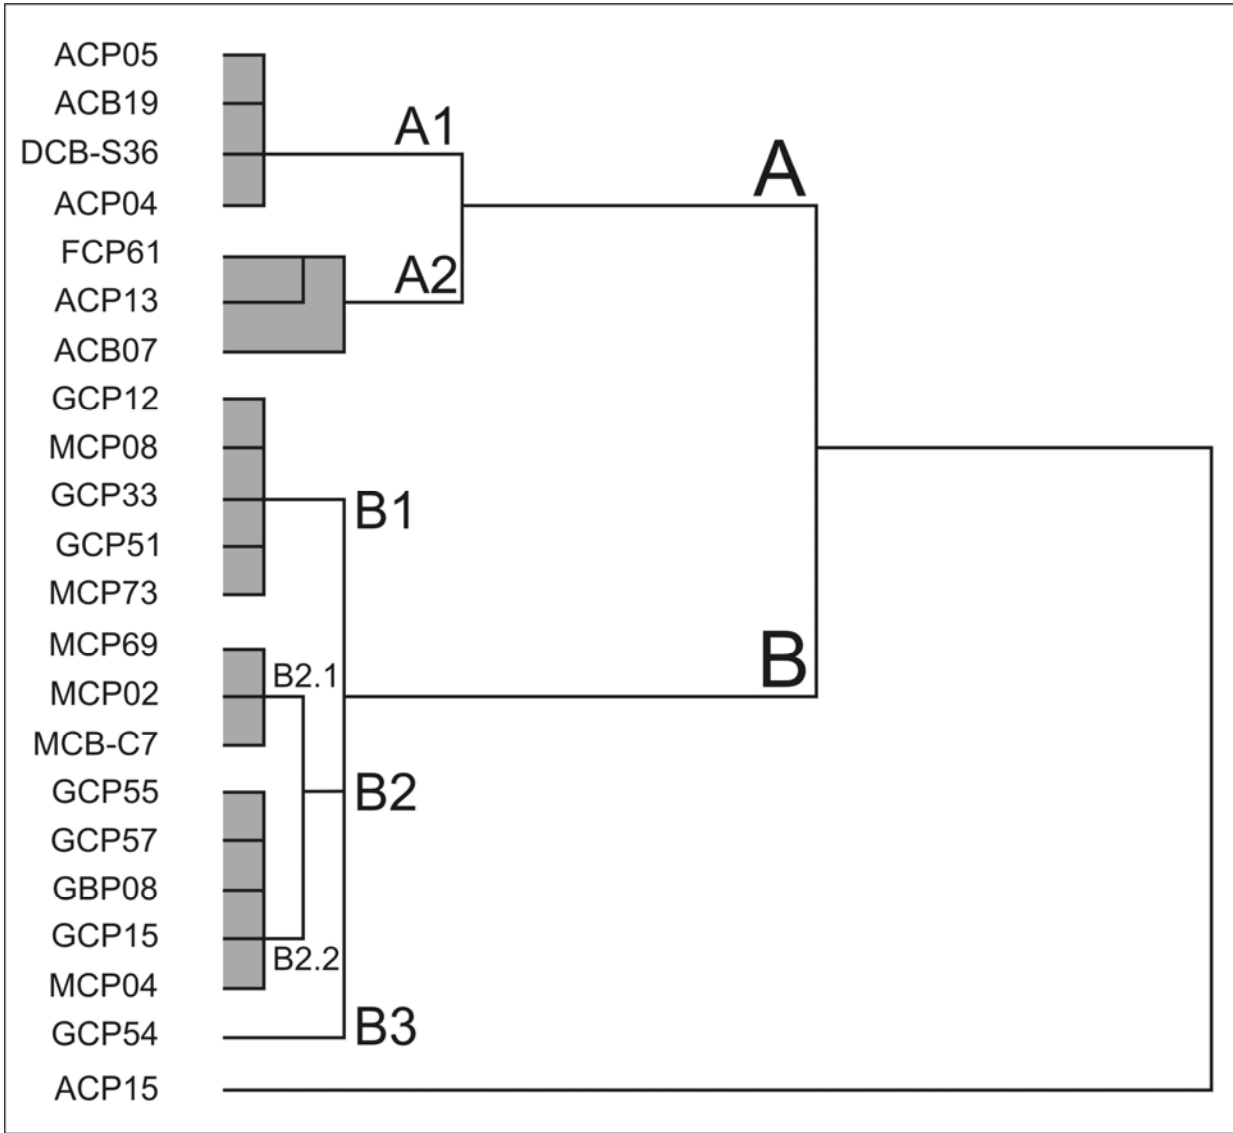 ACP05
ACB19
DCB-S36
ACP04
FCP61
ACP13
ACB07
GCP12
MCP08
GCP33
GCP51
MCP73
MCP69
MCP02
MCB-C7
GCP55
GCP57
GBP08
GCP15
MCP04
GCP54
ACP15
A1
A2
A
B1
B2.1
B2
B2.2
B3
B